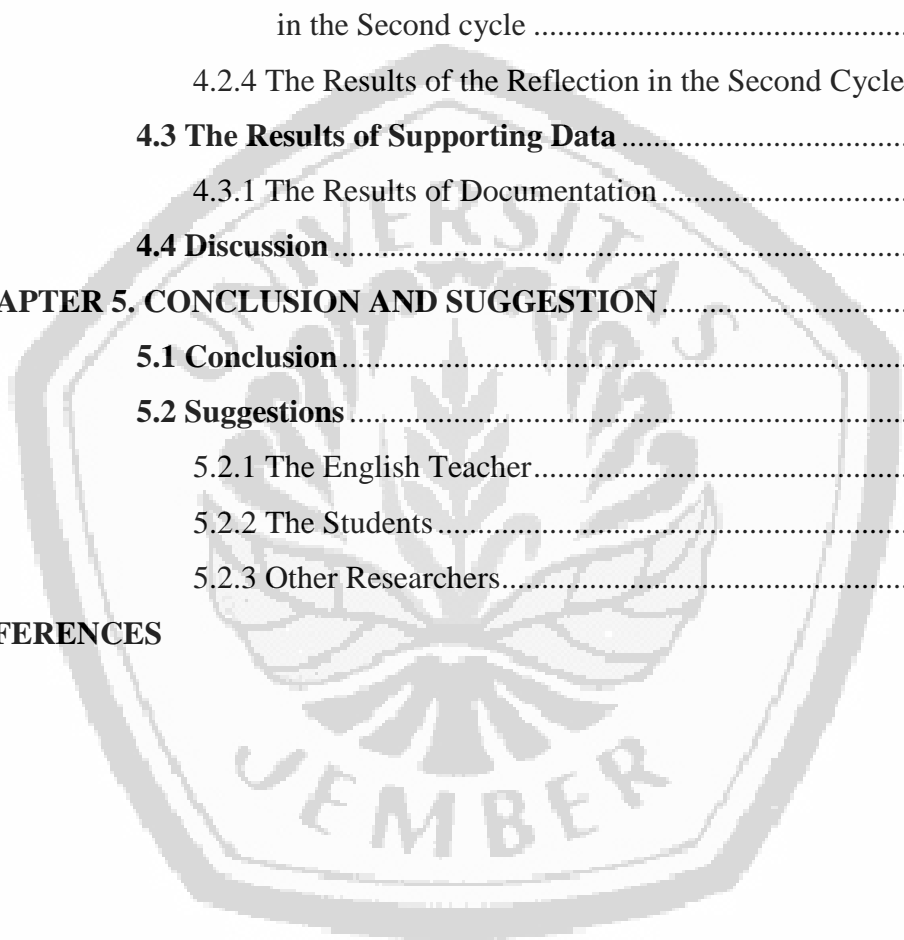 in the Second cycle ........................................
4.2.4 The Results of the Reflection in the Second Cycle
4.3 The Results of Supporting Data ........................................
4.3.1 The Results of Documentation ........................................
4.4 Discussion ........................................
APTER 5. CONCLUSION AND SUGGESTION ........................................
5.1 Conclusion ........................................
5.2 Suggestions ........................................
5.2.1 The English Teacher ........................................
5.2.2 The Students ........................................
5.2.3 Other Researchers ........................................
FERENCES
UNIVERSITAS
JEMBER